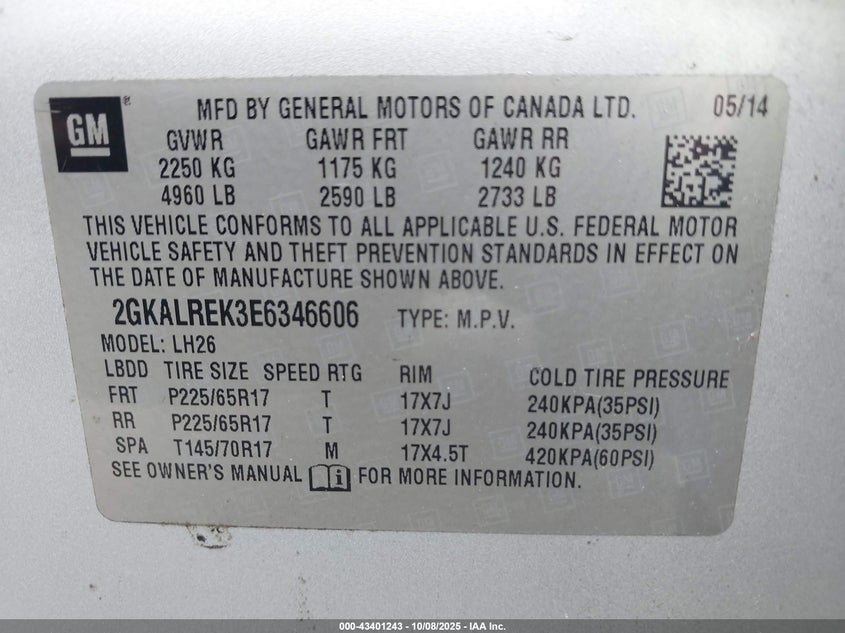 GM ®
MFD BY GENERAL MOTORS OF CANADA LTD. 05/14
GVWR GAWR FRT GAWR RR
2250 KG 1175 KG 1240 KG
4960 LB 2590 LB 2733 LB
THIS VEHICLE CONFORMS TO ALL APPLICABLE U.S. FEDERAL MOTOR
VEHICLE SAFETY AND THEFT PREVENTION STANDARDS IN EFFECT ON
THE DATE OF MANUFACTURE SHOWN ABOVE.
2GKALREK3E6346606 TYPE: M.P.V.
MODEL: LH26
LBDD TIRE SIZE SPEED RTG RIM COLD TIRE PRESSURE
FRT P225/65R17 T 17X7J 240KPA(35PSI)
RR P225/65R17 T 17X7J 240KPA(35PSI)
SPA T145/70R17 M 17X4.5T 420KPA(60PSI)
SEE OWNER'S MANUAL FOR MORE INFORMATION.
000-43401243 - 10/08/2025 - IAA Inc.